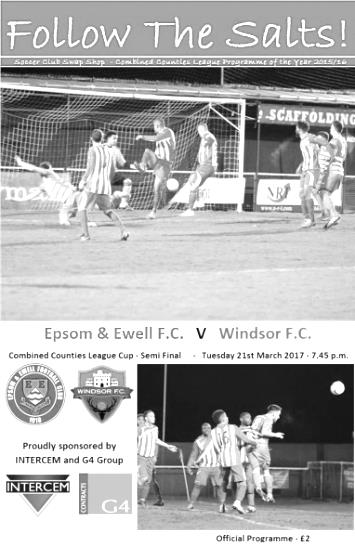 Follow The Salts!
Soccer Club Swap Shop - Combined Counties League Programme of the Year 2015/16
SCAFFOLDING
Epsom & Ewell F.C. V Windsor F.C.
Combined Counties League Cup - Semi Final - Tuesday 21st March 2017 - 7.45 p.m.
EPSOM & EWELL FOOTBALL CLUB
E E
1918
WINDSOR F.C.
Proudly sponsored by
INTERCEM and G4 Group
INTERCEM
CONTRACTS
G4
Official Programme - £2